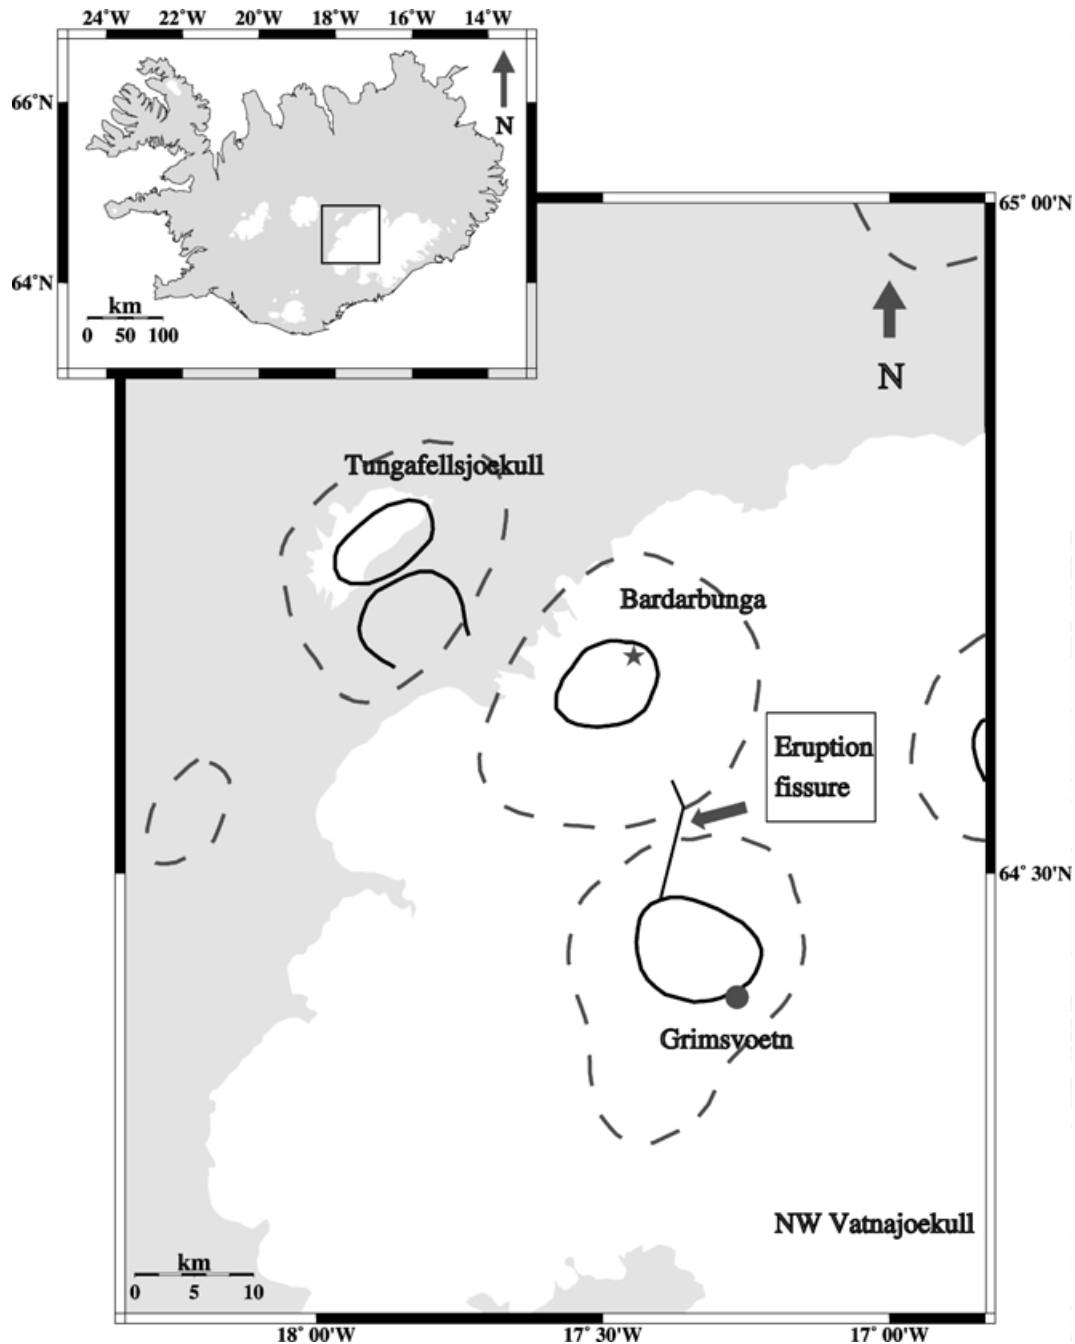 24°W 22°W 20°W 18°W 16°W 14°W
66°N
N
64°N
km
0 50 100
65° 00'N
N
Tungafellsjoekull
Bardarbunga
Eruption
fissure
64° 30'N
Grimsvoetn
NW Vatnajoekull
km
0 5 10
18° 00'W 17° 30'W 17° 00'W